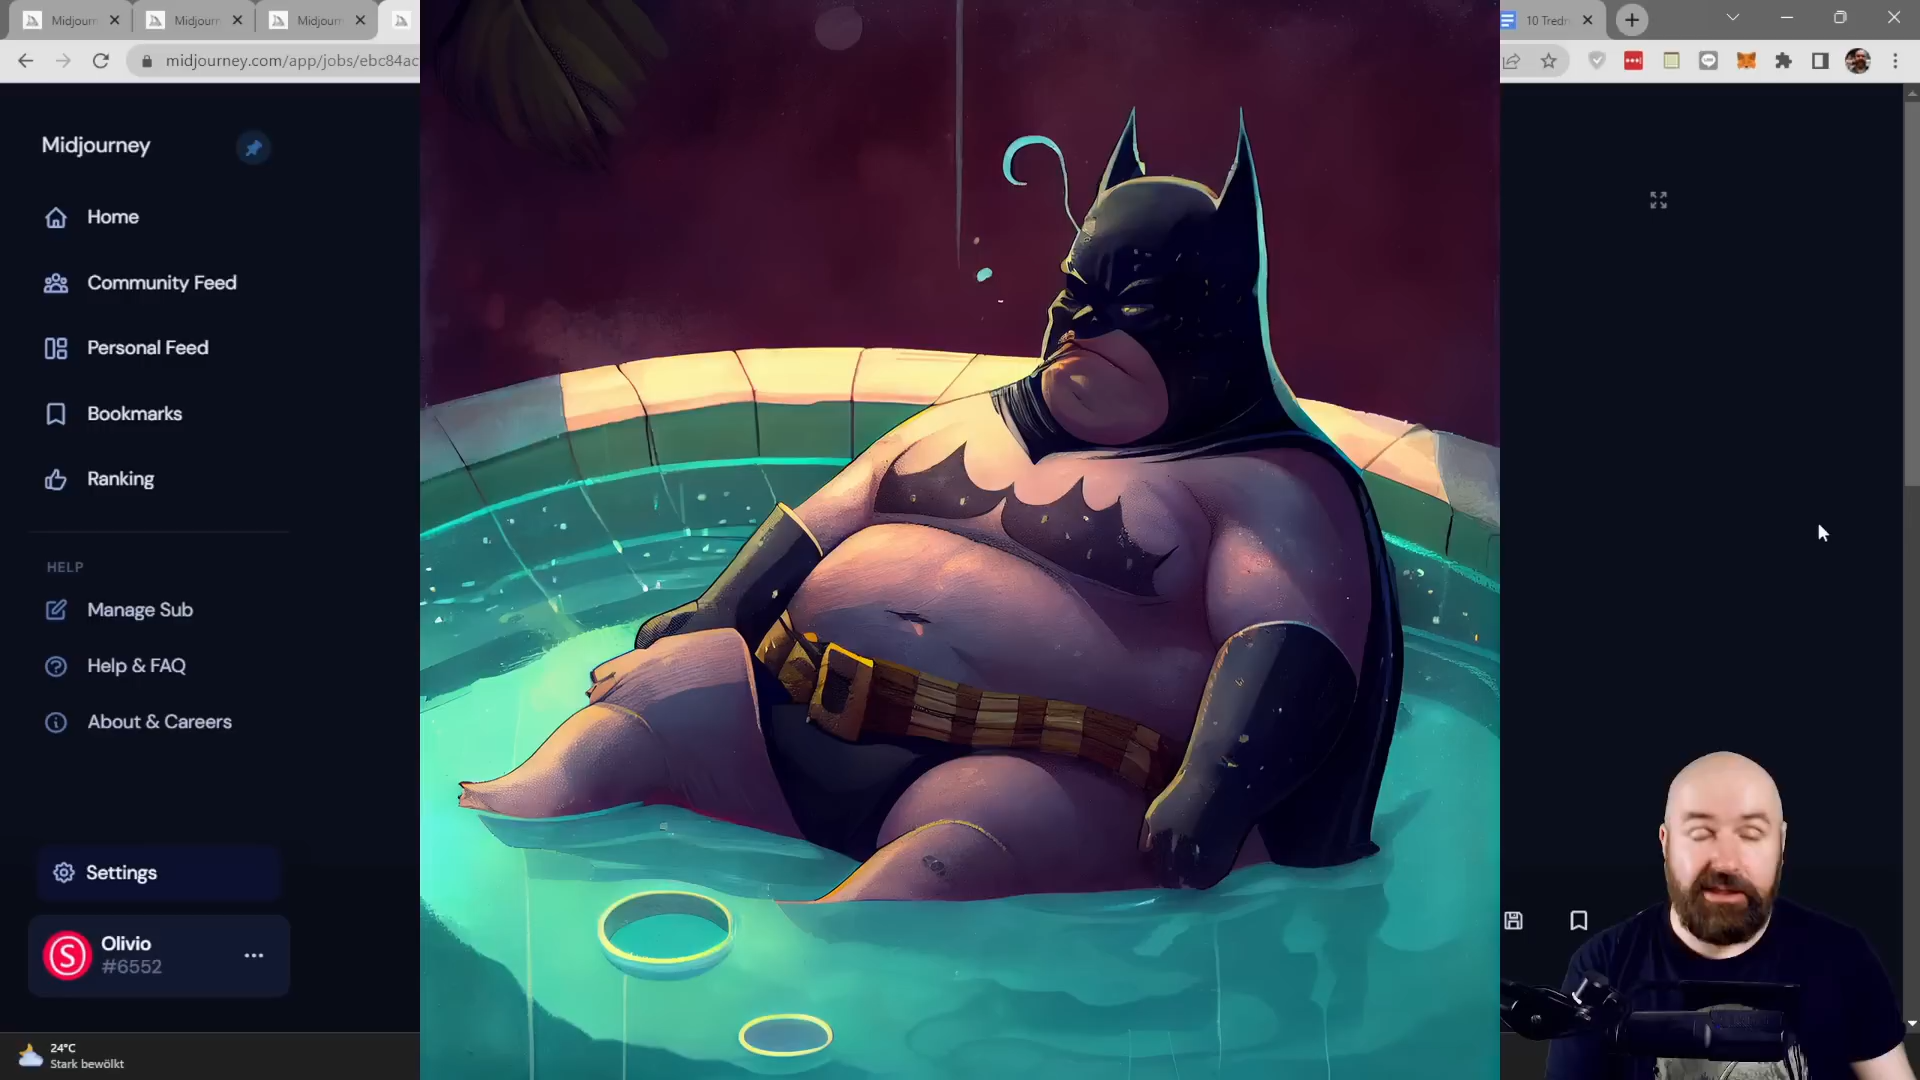 Midjourn
Midjourn
Midjourn
10 Tredn
midjourney.com/app/jobs/ebc84ac
Midjourney
Home
Community Feed
Personal Feed
Bookmarks
Ranking
HELP
Manage Sub
Help & FAQ
About & Careers
Settings
Olivio
#6552
24°C
Stark bewölkt